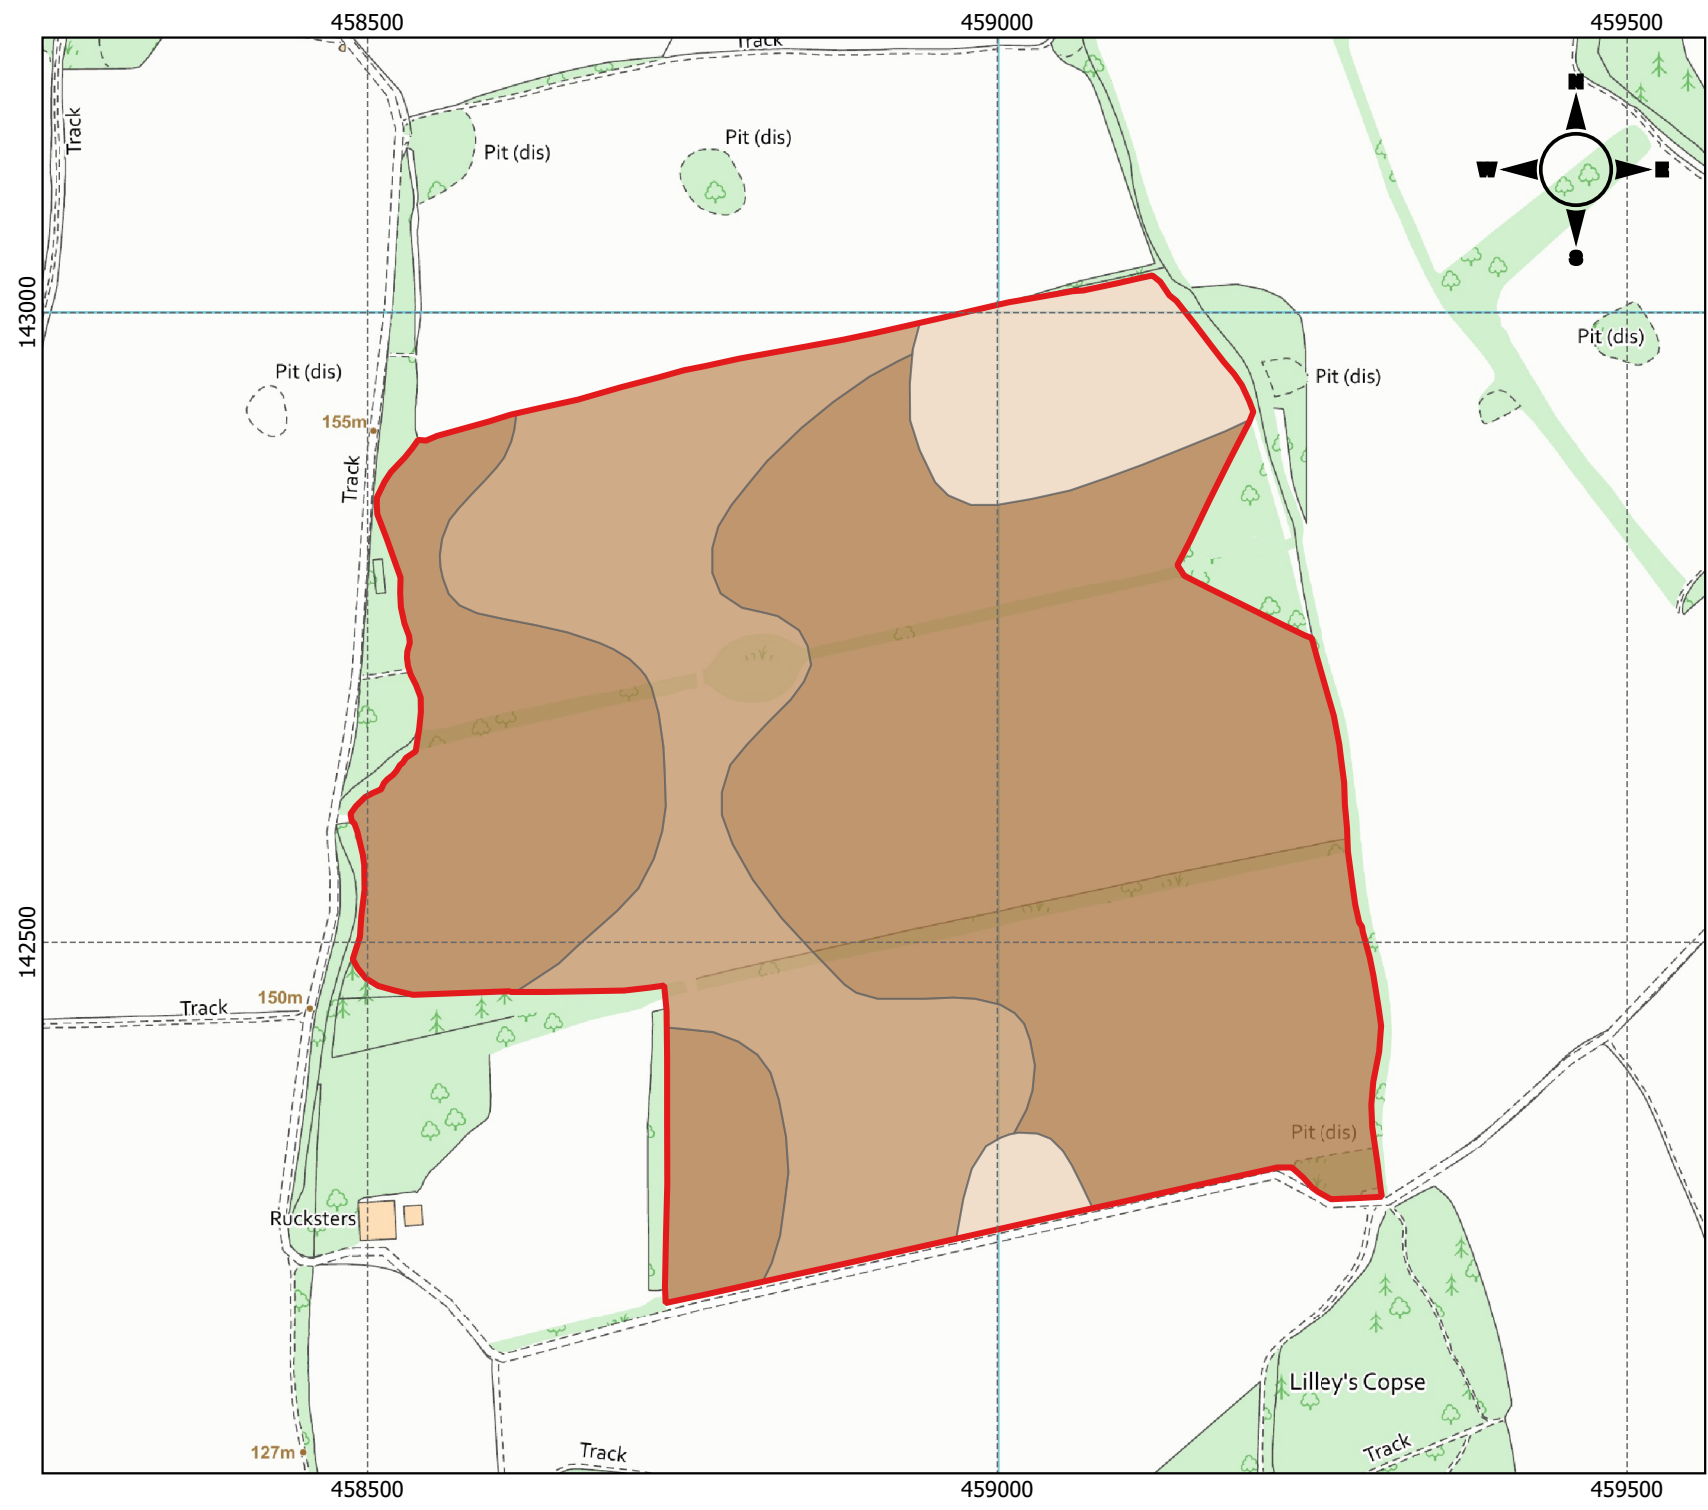 458500
459000
459500
Track
Track
N
W
E
S
Pit (dis)
Pit (dis)
143000
Pit (dis)
Pit (dis)
Pit (dis)
155m
Track
142500
150m
Track
Pit (dis)
Rucksters
Lilley's Copse
127m
Track
Track
458500
459000
459500